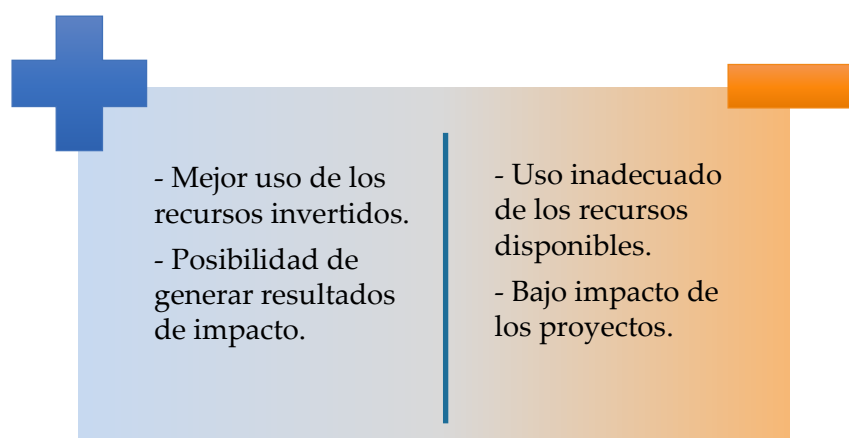 - Mejor uso de los
recursos invertidos.
- Posibilidad de
generar resultados
de impacto.
- Uso inadecuado
de los recursos
disponibles.
- Bajo impacto de
los proyectos.